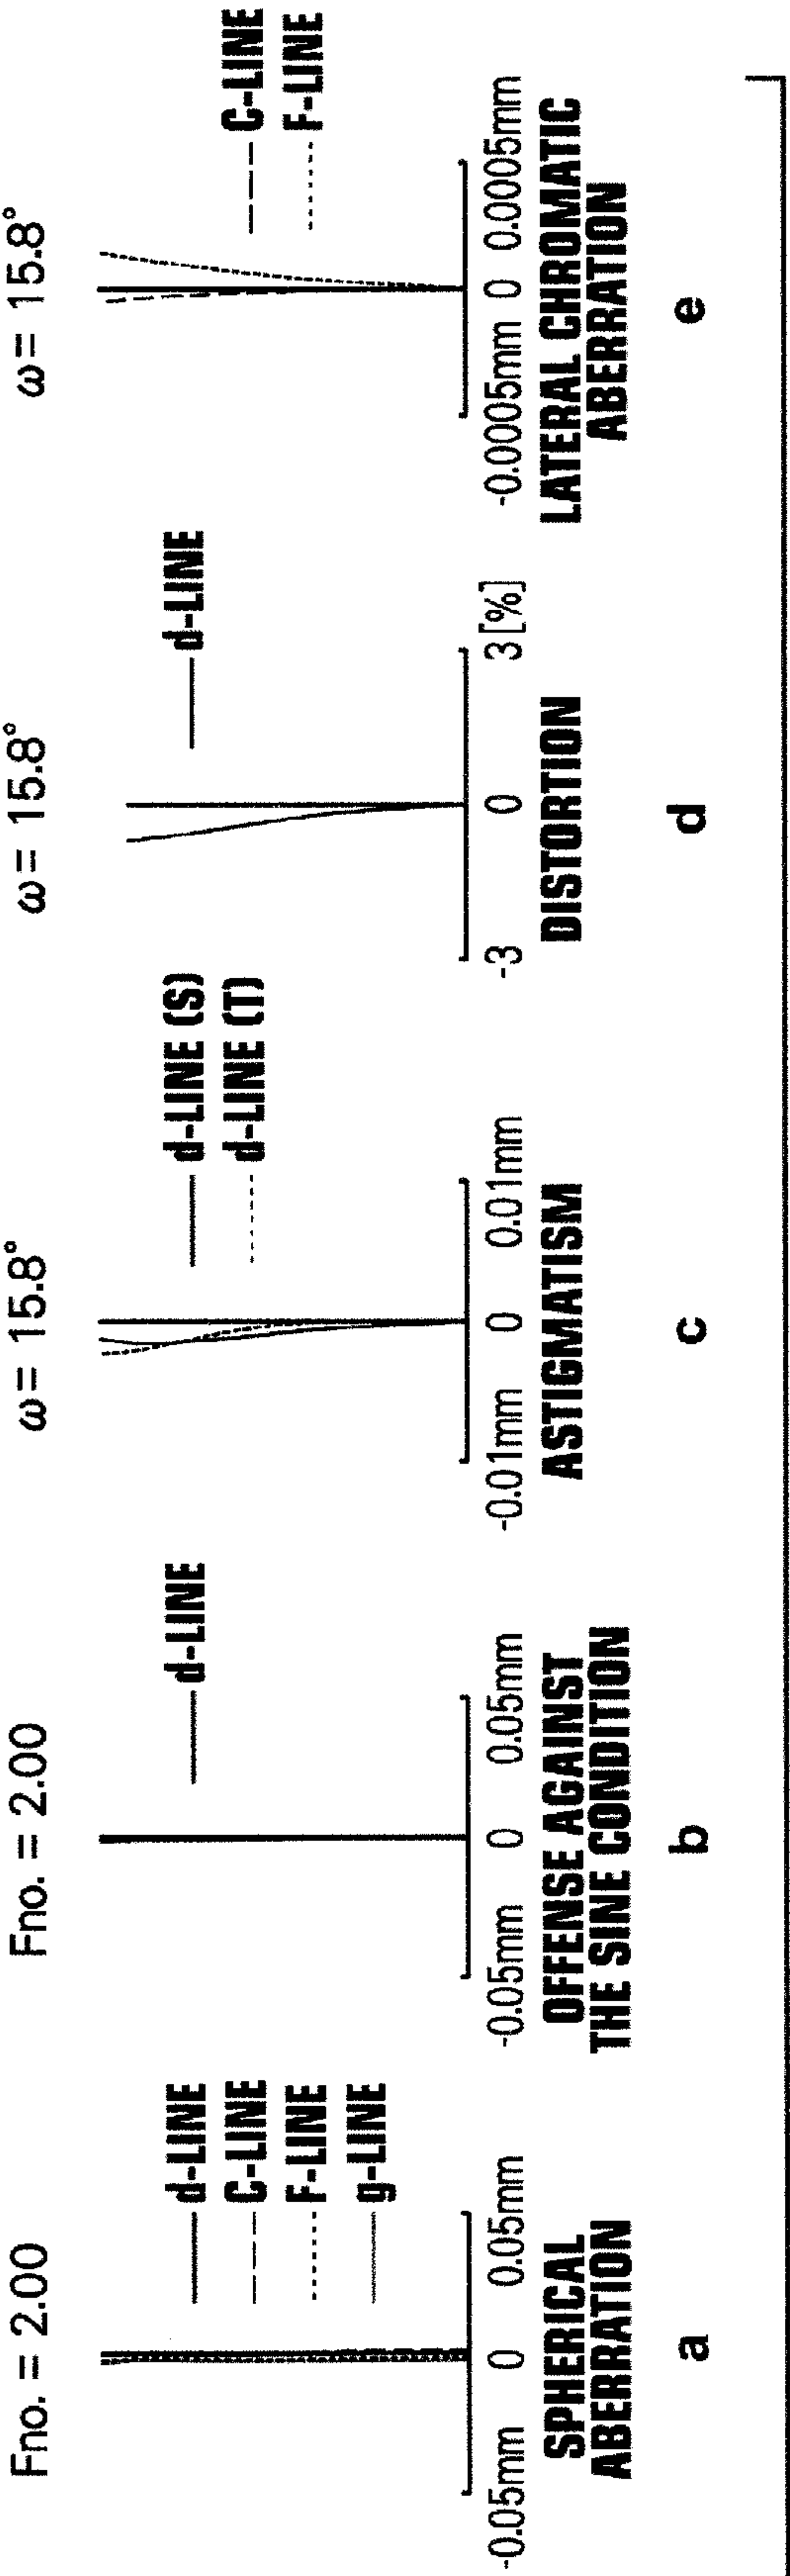 Fno. = 2.00
d-LINE
C-LINE
F-LINE
g-LINE
-0.05mm 0 0.05mm
SPHERICAL
ABERRATION
a
Fno. = 2.00
d-LINE
-0.05mm 0 0.05mm
OFFENSE AGAINST
THE SINE CONDITION
b
ω= 15.8°
d-LINE (S)
d-LINE (T)
-0.01mm 0 0.01mm
ASTIGMATISM
c
ω= 15.8°
d-LINE
-3 0 3[%]
DISTORTION
d
ω= 15.8°
C-LINE
F-LINE
-0.0005mm 0 0.0005mm
LATERAL CHROMATIC
ABERRATION
e